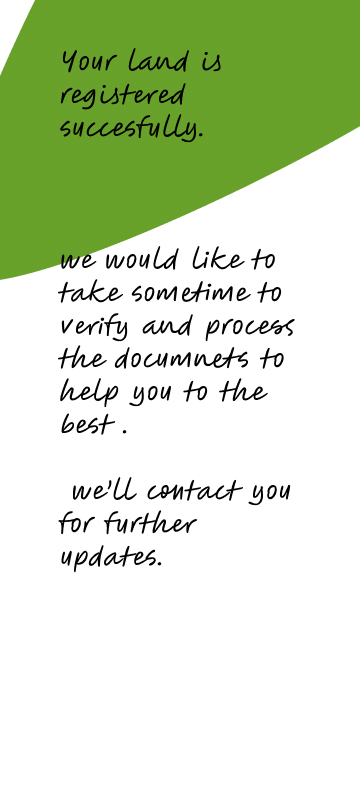 Your land is
registered
succesfully.
we would like to
take sometime to
verify and process
the documnets to
help you to the
best .
we'll contact you
for further
updates.